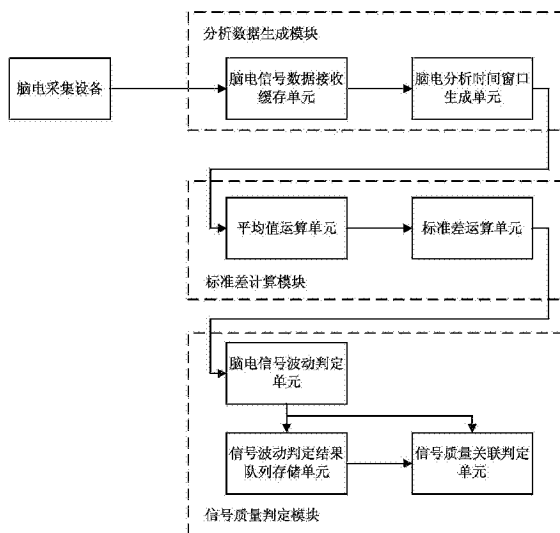 分析数据生成模块
脑电采集设备
脑电信号数据接收
缓存单元
脑电分析时间窗口
生成单元
平均值运算单元
标准差运算单元
标准差计算模块
脑电信号波动判定
单元
信号波动判定结果
队列存储单元
信号质量关联判定
单元
信号质量判定模块